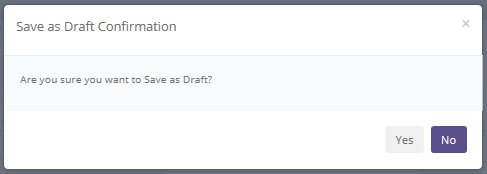 Save as Draft Confirmation ×
Are you sure you want to Save as Draft?
Yes No